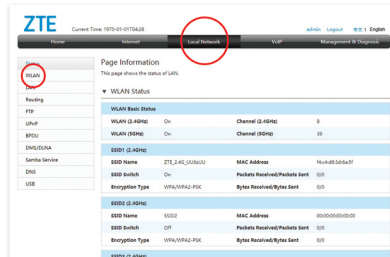 ZTE Current Time: 1970-01-01T04:28 admin Logout 中文 | English
Home Internet Local Network VoIP Management & Diagnosis
Status
WLAN
LAN
Routing
FTP
UPnP
BPDU
DMS/DLNA
Samba Service
DNS
USB
Page Information
This page shows the status of LAN.
▼ WLAN Status
WLAN Basic Status
WLAN (2.4GHz) On Channel (2.4GHz) 8
WLAN (5GHz) On Channel (5GHz) 36
SSID1 (2.4GHz)
SSID Name MAC Address
SSID Switch On Packets Received/Packets Sent 0/0
Encryption Type WPA/WPA2-PSK Bytes Received/Bytes Sent 0/0
SSID2 (2.4GHz)
SSID Name SSID2 MAC Address 00:00:00:00:00:00
SSID Switch Off Packets Received/Packets Sent 0/0
Encryption Type WPA/WPA2-PSK Bytes Received/Bytes Sent 0/0
SSID3 (2.4GHz)